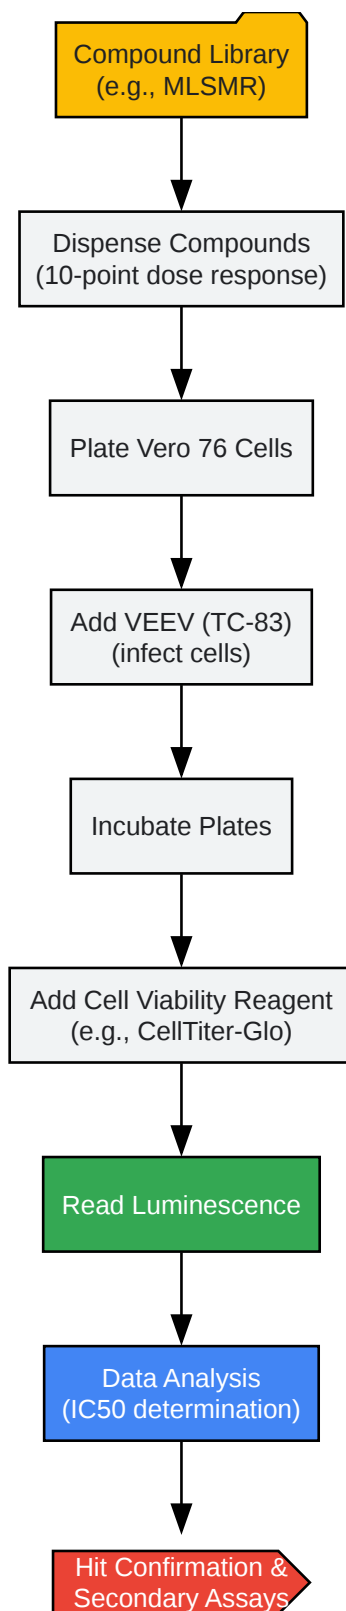 Compound Library
(e.g., MLSMR)
Dispense Compounds
(10-point dose response)
Plate Vero 76 Cells
Add VEEV (TC-83)
(infect cells)
Incubate Plates
Add Cell Viability Reagent
(e.g., CellTiter-Glo)
Read Luminescence
Data Analysis
(IC50 determination)
Hit Confirmation &
Secondary Assays